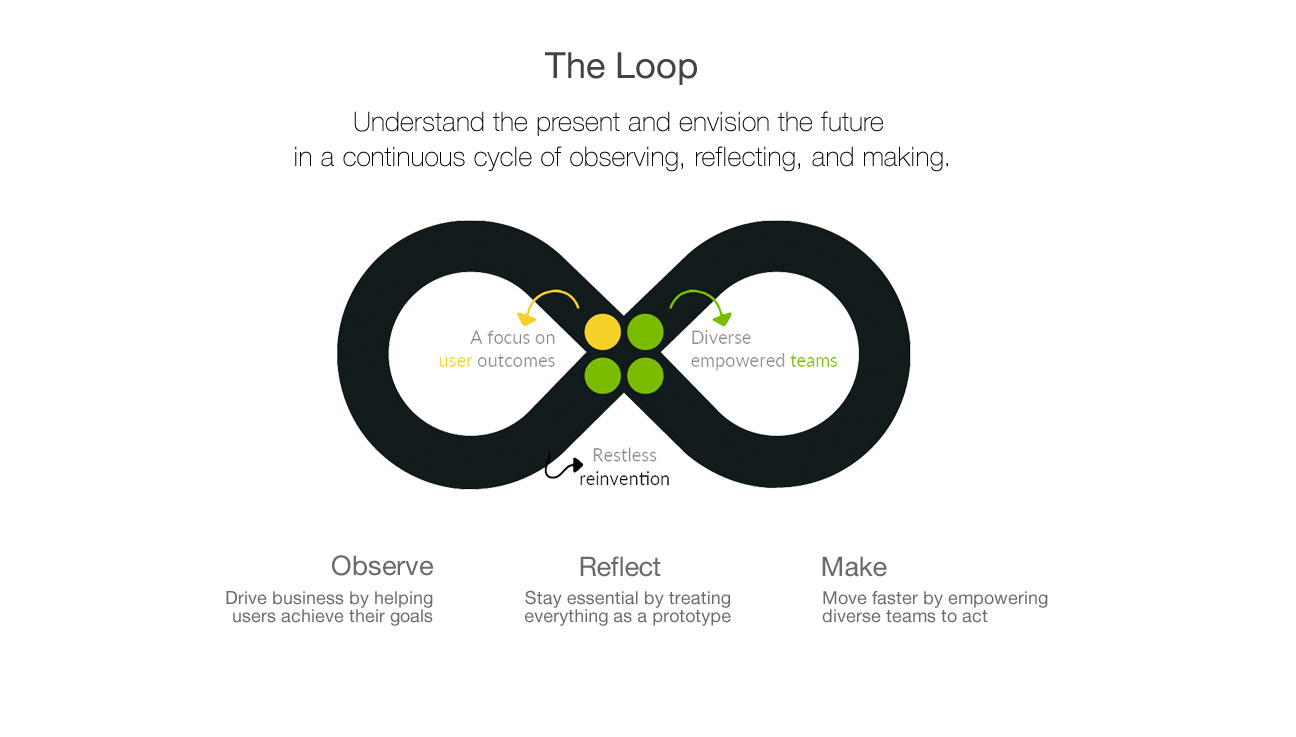 The Loop
Understand the present and envision the future
in a continuous cycle of observing, reflecting, and making.
A focus on
user outcomes
Diverse
empowered teams
Restless
reinvention
Observe
Drive business by helping
users achieve their goals
Reflect
Stay essential by treating
everything as a prototype
Make
Move faster by empowering
diverse teams to act